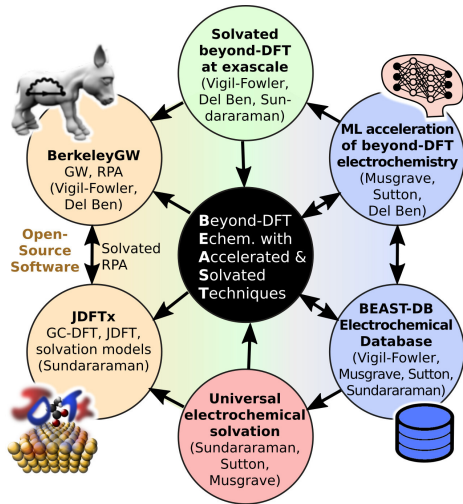 Solvated
beyond-DFT
at exascale
(Vigil-Fowler,
Del Ben, Sun-
dararaman)
BerkeleyGW
GW, RPA
(Vigil-Fowler,
Del Ben)
ML acceleration
of beyond-DFT
electrochemistry
(Musgrave,
Sutton,
Del Ben)
Beyond-DFT
Echem. with
Accelerated &
Solvated
Techniques
Open-
Source
Software
Solvated
RPA
JDFTx
GC-DFT, JDFT,
solvation models
(Sundararaman)
BEAST-DB
Electrochemical
Database
(Vigil-Fowler,
Musgrave, Sutton,
Sundararaman)
Universal
electrochemical
solvation
(Sundararaman,
Sutton,
Musgrave)
JDFTx